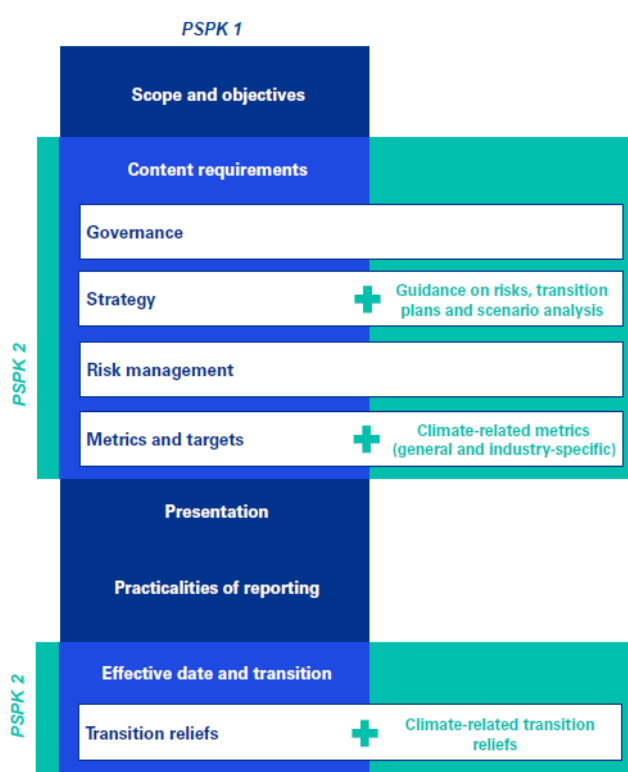 PSPK 1
Scope and objectives
Content requirements
Governance
Strategy
Guidance on risks, transition
plans and scenario analysis
PSPK 2
Risk management
Metrics and targets
Climate-related metrics
(general and industry-specific)
Presentation
Practicalities of reporting
Effective date and transition
PSPK 2
Transition reliefs
Climate-related transition
reliefs